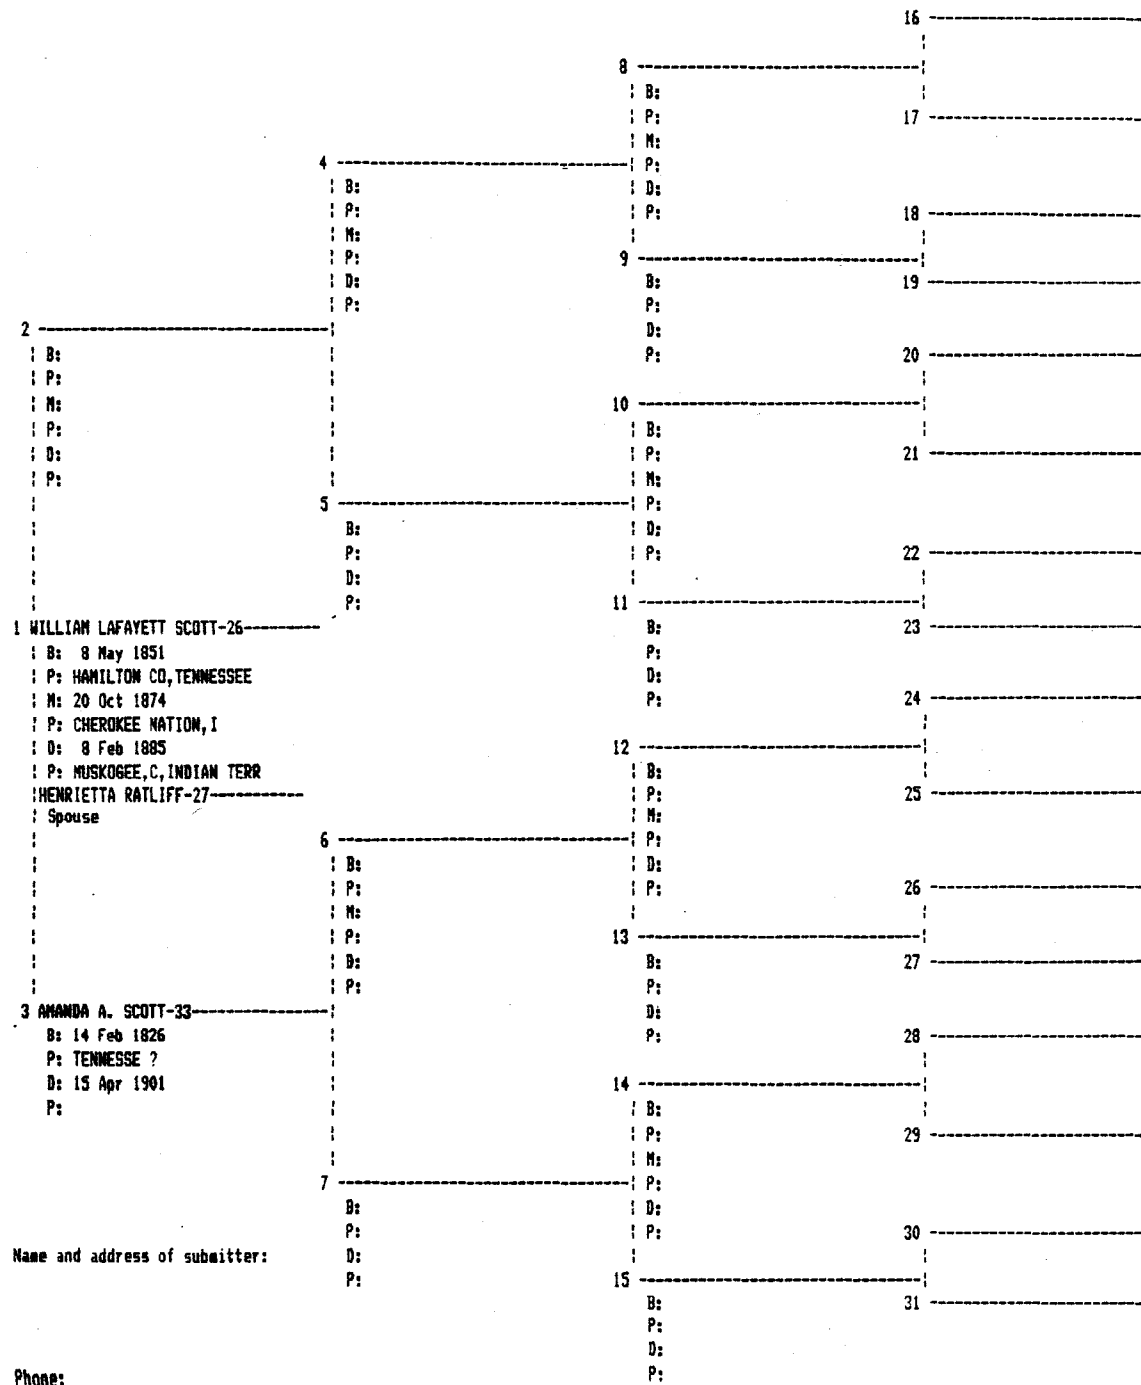 16
8
B:
P:
17
M:
4
P:
B:
D:
P:
P:
18
M:
P:
9
D:
B:
19
P:
P:
2
D:
B:
P:
20
P:
M:
10
P:
B:
D:
P:
21
P:
M:
5
P:
B:
D:
P:
P:
22
D:
P:
11
1 WILLIAM LAFAYETT SCOTT-26
B:
23
B: 8 May 1851
P:
P: HAMILTON CO,TENNESSEE
D:
M: 20 Oct 1874
P:
24
P: CHEROKEE NATION,I
D: 8 Feb 1885
12
P: MUSKOGEE,C,INDIAN TERR
B:
HENRIETTA RATLIFF-27
P:
25
Spouse
M:
6
P:
B:
D:
P:
P:
26
M:
P:
13
D:
B:
27
P:
P:
3 AMANDA A. SCOTT-33
D:
B: 14 Feb 1826
P:
28
P: TENNESSE ?
D: 15 Apr 1901
14
P:
B:
P:
29
M:
7
P:
B:
D:
P:
P:
30
Name and address of submitter:
D:
P:
15
B:
31
P:
D:
Phone:
P: